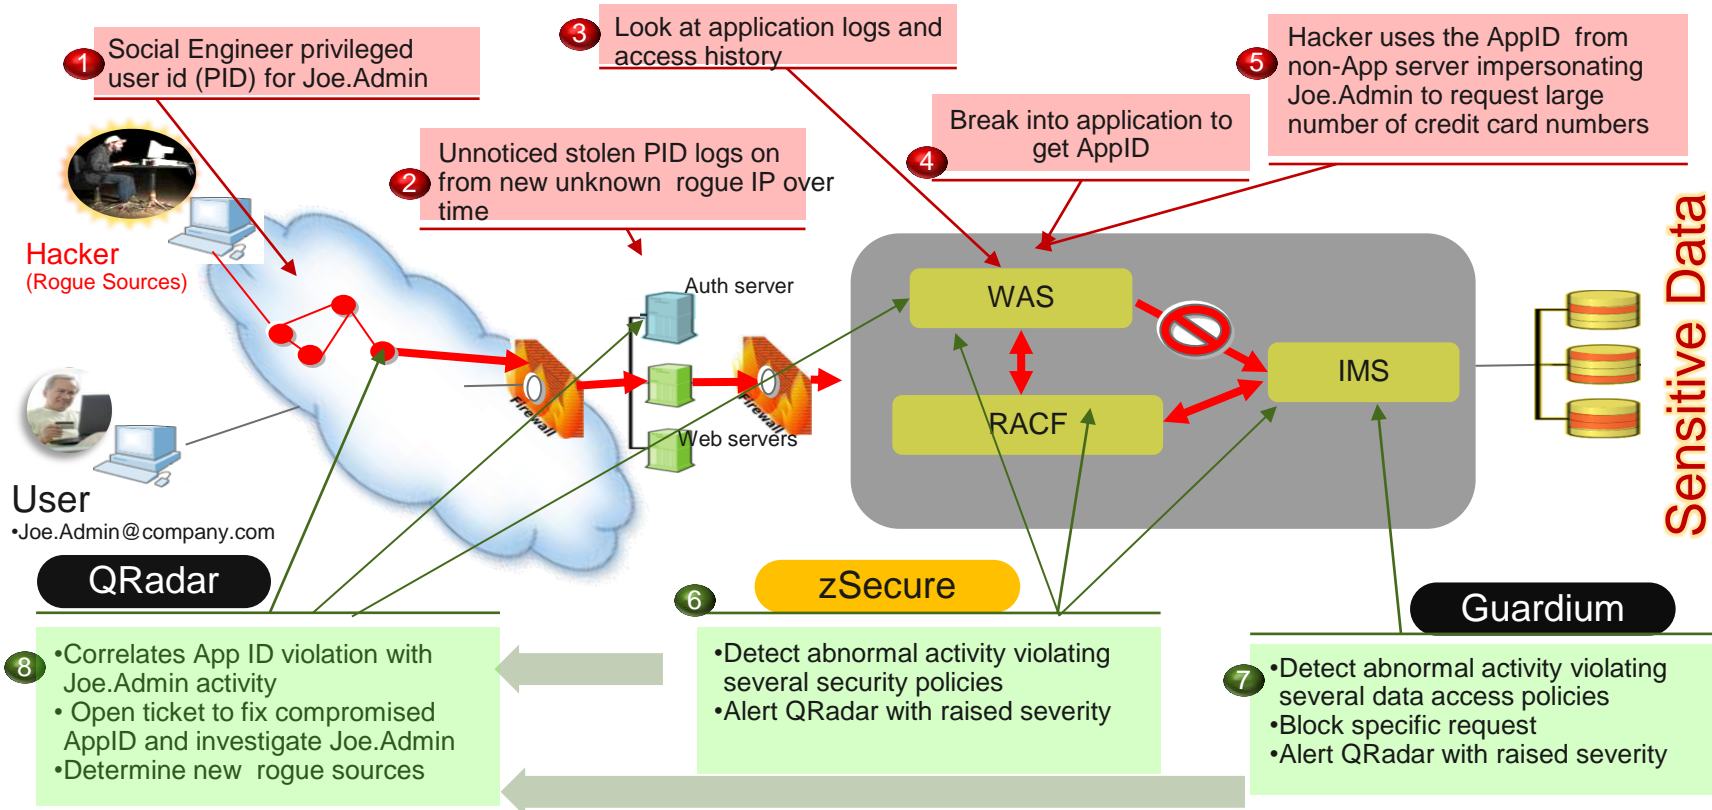 1
Social Engineer privileged
user id (PID) for Joe.Admin
2
Unnoticed stolen PID logs on
from new unknown rogue IP over
time
3
Look at application logs and
access history
4
Break into application to
get AppID
5
Hacker uses the AppID from
non-App server impersonating
Joe.Admin to request large
number of credit card numbers
Hacker
(Rogue Sources)
User
•Joe.Admin@company.com
Firewall
Auth server
Web servers
Firewall
WAS
RACF
IMS
Sensitive Data
QRadar
8
•Correlates App ID violation with
Joe.Admin activity
• Open ticket to fix compromised
AppID and investigate Joe.Admin
•Determine new rogue sources
zSecure
6
•Detect abnormal activity violating
several security policies
•Alert QRadar with raised severity
Guardium
7
•Detect abnormal activity violating
several data access policies
•Block specific request
•Alert QRadar with raised severity